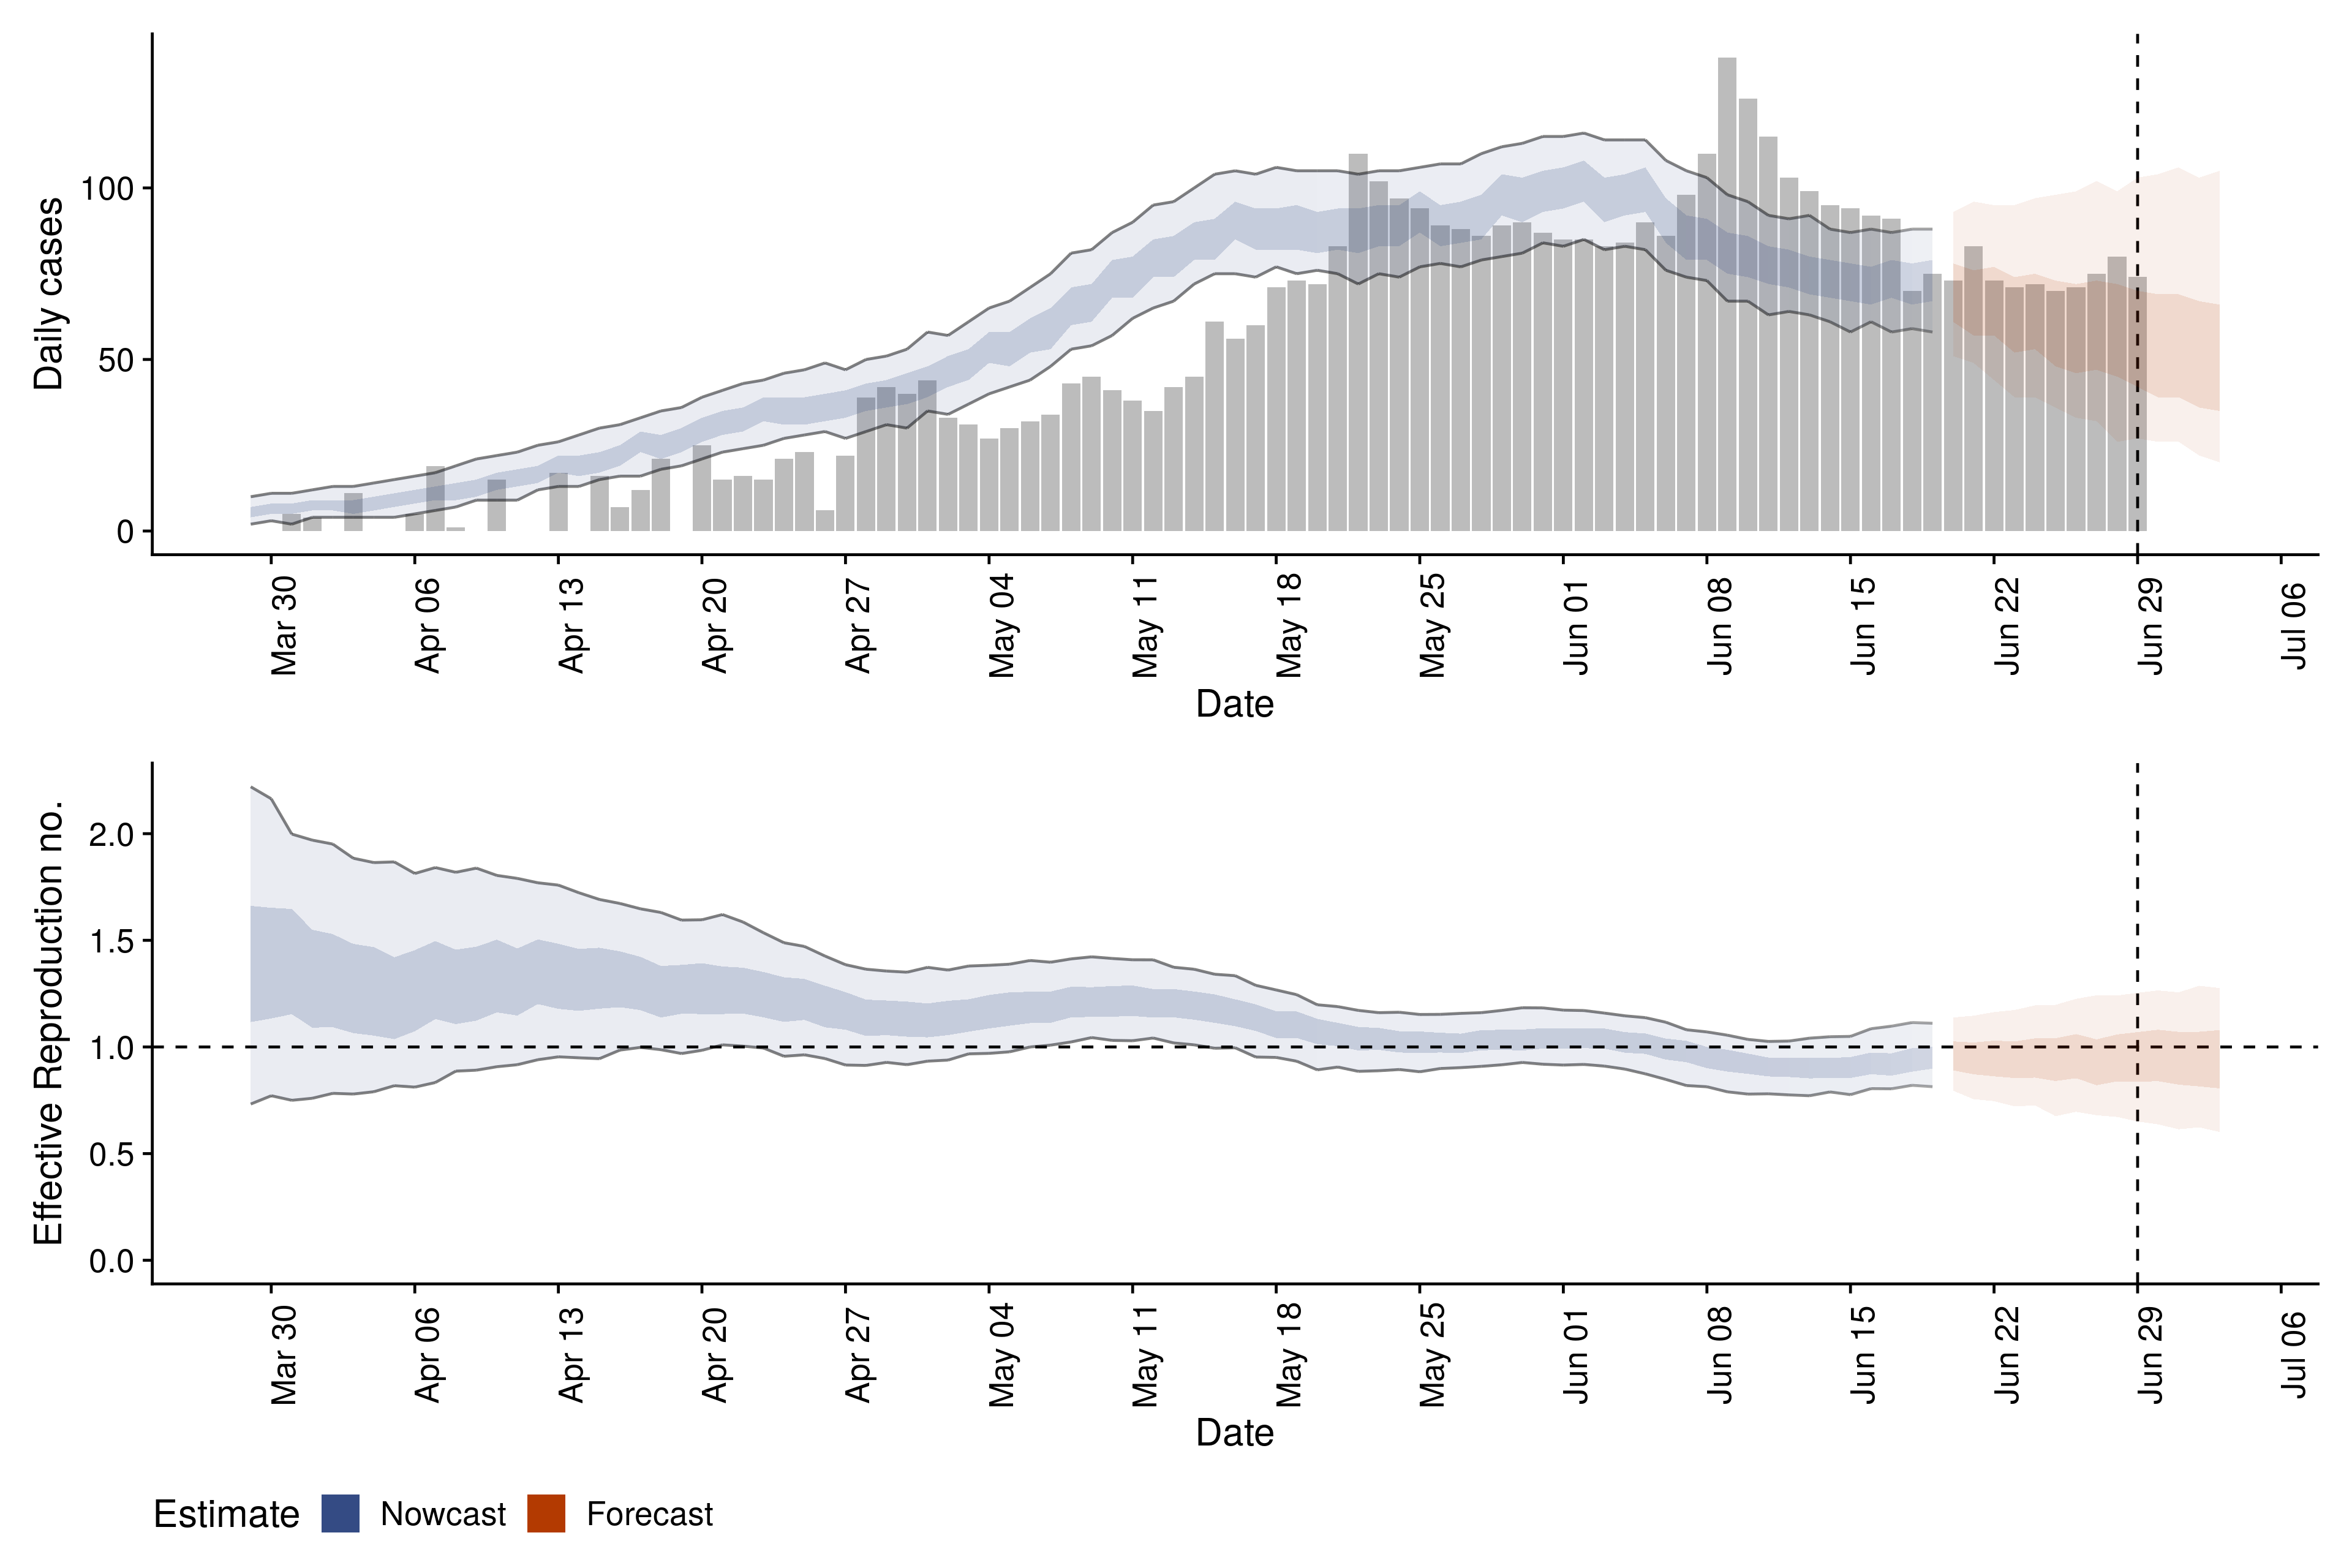 Daily cases
100
50
0
Mar 30
Apr 06
Apr 13
Apr 20
Apr 27
May 04
May 11
May 18
May 25
Jun 01
Jun 08
Jun 15
Jun 22
Jun 29
Jul 06
Date
Effective Reproduction no.
2.0
1.5
1.0
0.5
0.0
Mar 30
Apr 06
Apr 13
Apr 20
Apr 27
May 04
May 11
May 18
May 25
Jun 01
Jun 08
Jun 15
Jun 22
Jun 29
Jul 06
Date
Estimate Nowcast Forecast